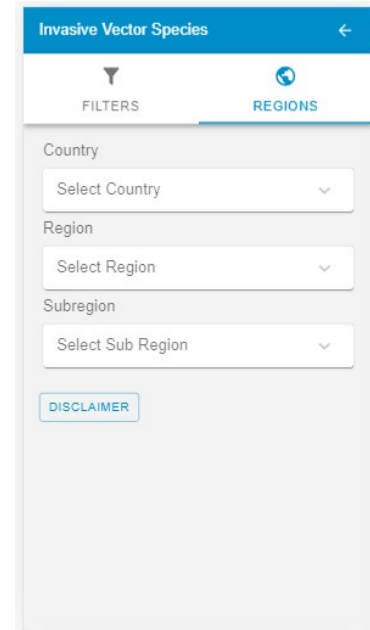 Invasive Vector Species
FILTERS REGIONS
Country
Select Country
Region
Select Region
Subregion
Select Sub Region
DISCLAIMER